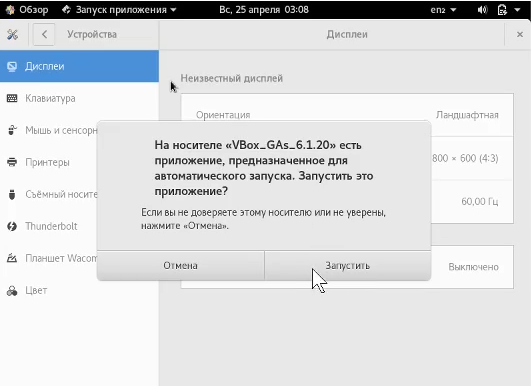 Обзор Запуск приложения Вс, 25 апреля 03:08 en₂
Устройства Дисплеи ×
Дисплеи
Неизвестный дисплей
Клавиатура
Ориентация Ландшафтная
Мышь и сенсорн
На носителе «VBox_GAs_6.1.20» есть
приложение, предназначенное для
автоматического запуска. Запустить это
приложение?
Принтеры
800 × 600 (4:3)
Съёмный носите
60,00 Гц
Если вы не доверяете этому носителю или не уверены,
нажмите «Отмена».
Thunderbolt
Планшет Wacom
Отмена Запустить
Выключено
Цвет